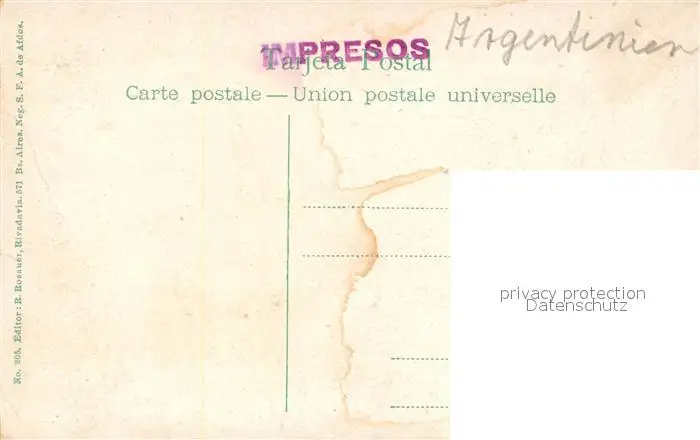 IMPRESOS
Argentinien
Tarjeta Postal
Carte postale — Union postale universelle
No. 205. Editor: R. Rosauer, Rivadavia. 571 Bs. Aires. Neg. S. F. A. de Afdos.
privacy protection
Datenschutz